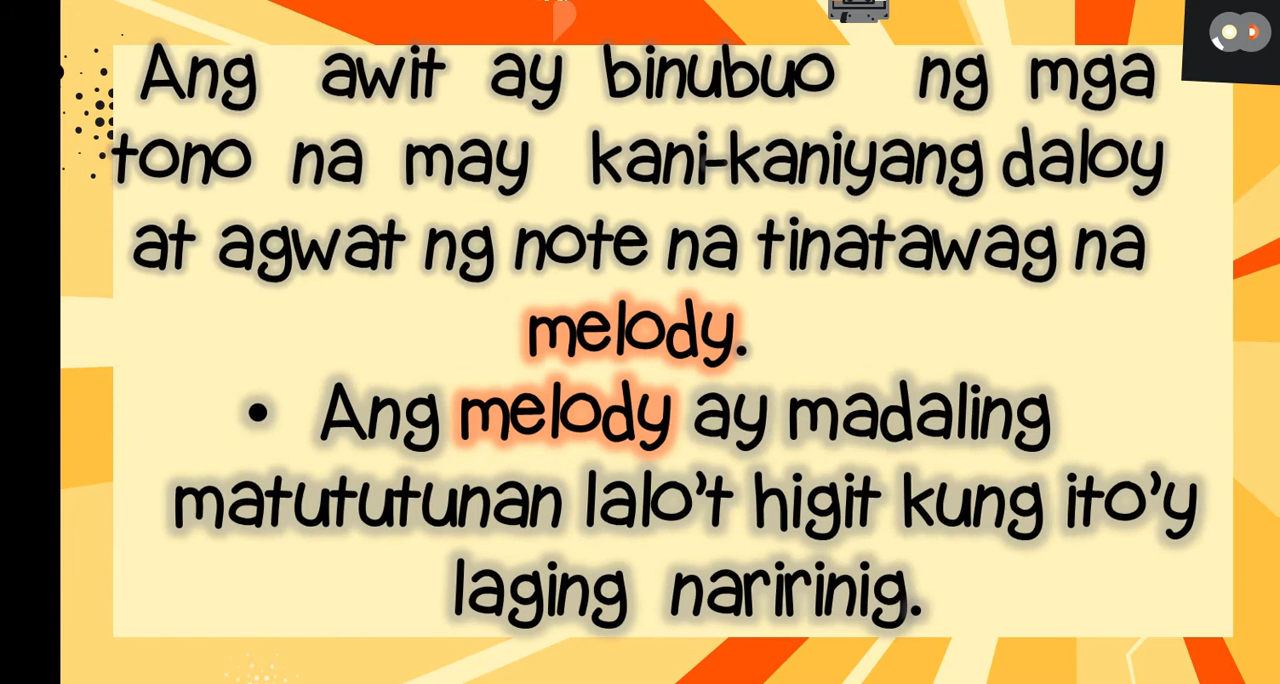 Ang awit ay binubuo ng mga
tono na may kani-kaniyang daloy
at agwat ng note na tinatawag na
melody.
• Ang melody ay madaling
matututunan lalo't higit kung ito'y
laging naririnig.